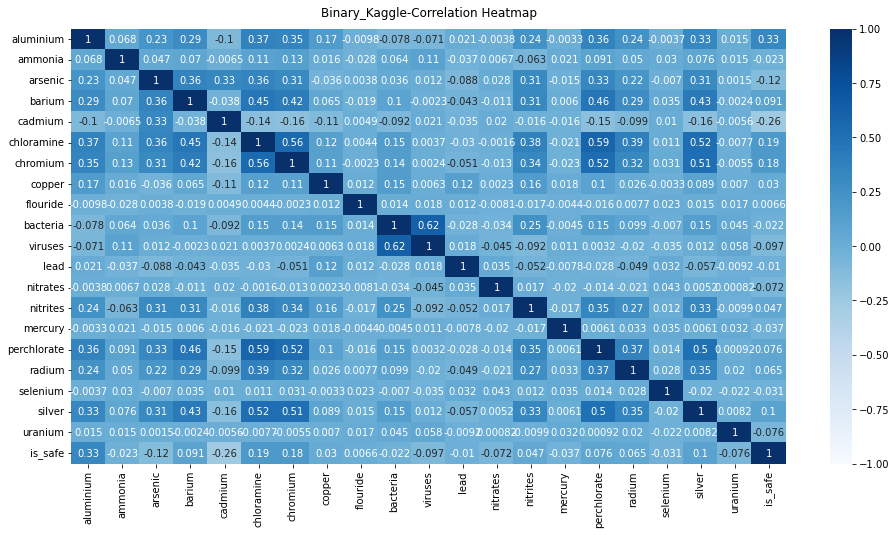 Binary_Kaggle-Correlation Heatmap
aluminium 1 0.068 0.23 0.29 -0.1 0.37 0.35 0.17 -0.0098 -0.078 -0.071 0.021 -0.0038 0.24 -0.0033 0.36 0.24 -0.0037 0.33 0.015 0.33
ammonia 0.068 1 0.047 0.07 -0.0065 0.11 0.13 0.016 -0.028 0.064 0.11 -0.037 0.0067 -0.063 0.021 0.091 0.05 0.03 0.076 0.015 -0.023
arsenic 0.23 0.047 1 0.36 0.33 0.36 0.31 -0.036 0.0038 0.036 0.012 -0.088 0.028 0.31 -0.015 0.33 0.22 -0.007 0.31 0.0015 -0.12
barium 0.29 0.07 0.36 1 -0.038 0.45 0.42 0.065 -0.019 0.1 -0.0023 -0.043 -0.011 0.31 0.006 0.46 0.29 0.035 0.43 -0.0024 0.091
cadmium -0.1 -0.0065 0.33 -0.038 1 -0.14 -0.16 -0.11 0.0049 -0.092 0.021 -0.035 0.02 -0.016 -0.016 -0.15 -0.099 0.01 -0.16 -0.0056 -0.26
chloramine 0.37 0.11 0.36 0.45 -0.14 1 0.56 0.12 0.0044 0.15 0.0037 -0.03 -0.0016 0.38 -0.021 0.59 0.39 0.011 0.52 -0.0077 0.19
chromium 0.35 0.13 0.31 0.42 -0.16 0.56 1 0.11 -0.0023 0.14 0.0024 -0.051 -0.013 0.34 -0.023 0.52 0.32 0.031 0.51 -0.0055 0.18
copper 0.17 0.016 -0.036 0.065 -0.11 0.12 0.11 1 0.012 0.15 0.0063 0.12 0.0023 0.16 0.018 0.1 0.026 -0.0033 0.089 0.007 0.03
flouride -0.0098 -0.028 0.0038 -0.019 0.0049 0.0044 -0.0023 0.012 1 0.014 0.018 0.012 -0.0081 -0.017 -0.0044 -0.016 0.0077 0.023 0.015 0.017 0.0066
bacteria -0.078 0.064 0.036 0.1 -0.092 0.15 0.14 0.15 0.014 1 0.62 -0.028 -0.034 0.25 -0.0045 0.15 0.099 -0.007 0.15 0.045 -0.022
viruses -0.071 0.11 0.012 -0.0023 0.021 0.0037 0.0024 0.0063 0.018 0.62 1 0.018 -0.045 -0.092 0.011 0.0032 -0.02 -0.035 0.012 0.058 -0.097
lead 0.021 -0.037 -0.088 -0.043 -0.035 -0.03 -0.051 0.12 0.012 -0.028 0.018 1 0.035 -0.052 -0.0078 -0.028 -0.049 0.032 -0.057 -0.0092 -0.01
nitrates -0.0038 0.0067 0.028 -0.011 0.02 -0.0016 -0.013 0.0023 -0.0081 -0.034 -0.045 0.035 1 0.017 -0.02 -0.014 -0.021 0.043 0.0052 0.00082 -0.072
nitrites 0.24 -0.063 0.31 0.31 -0.016 0.38 0.34 0.16 -0.017 0.25 -0.092 -0.052 0.017 1 -0.017 0.35 0.27 0.012 0.33 -0.0099 0.047
mercury -0.0033 0.021 -0.015 0.006 -0.016 -0.021 -0.023 0.018 -0.0044 -0.0045 0.011 -0.0078 -0.02 -0.017 1 0.0061 0.033 0.035 0.0061 0.032 -0.037
perchlorate 0.36 0.091 0.33 0.46 -0.15 0.59 0.52 0.1 -0.016 0.15 0.0032 -0.028 -0.014 0.35 0.0061 1 0.37 0.014 0.5 0.00092 0.076
radium 0.24 0.05 0.22 0.29 -0.099 0.39 0.32 0.026 0.0077 0.099 -0.02 -0.049 -0.021 0.27 0.033 0.37 1 0.028 0.35 0.02 0.065
selenium -0.0037 0.03 -0.007 0.035 0.01 0.011 0.031 -0.0033 0.023 -0.007 -0.035 0.032 0.043 0.012 0.035 0.014 0.028 1 -0.02 -0.022 -0.031
silver 0.33 0.076 0.31 0.43 -0.16 0.52 0.51 0.089 0.015 0.15 0.012 -0.057 0.0052 0.33 0.0061 0.5 0.35 -0.02 1 0.0082 0.1
uranium 0.015 0.015 0.0015 -0.0024 -0.0056 -0.0077 -0.0055 0.007 0.017 0.045 0.058 -0.0092 0.00082 -0.0099 0.032 0.00092 0.02 -0.022 0.0082 1 -0.076
is_safe 0.33 -0.023 -0.12 0.091 -0.26 0.19 0.18 0.03 0.0066 -0.022 -0.097 -0.01 -0.072 0.047 -0.037 0.076 0.065 -0.031 0.1 -0.076 1
aluminium ammonia arsenic barium cadmium chloramine chromium copper flouride bacteria viruses lead nitrates nitrites mercury perchlorate radium selenium silver uranium is_safe
1.00
0.75
0.50
0.25
0.00
-0.25
-0.50
-0.75
-1.00